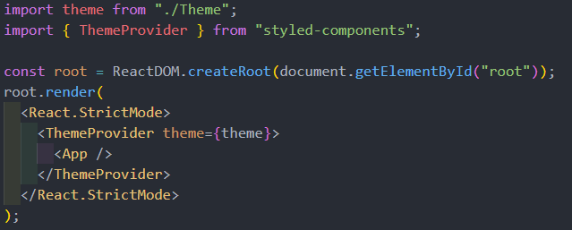 import theme from "./Theme";
import { ThemeProvider } from "styled-components";
const root = ReactDOM.createRoot(document.getElementById("root"));
root.render(
<React.StrictMode>
<ThemeProvider theme={theme}>
<App />
</ThemeProvider>
</React.StrictMode>
);